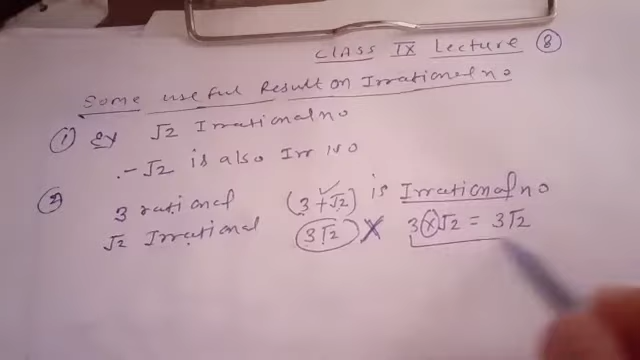 CLASS IX Lecture 8
Some useful Result on Irrational no
1 Ex √2 Irrational no
-√2 is also Irr No
2 3 rational (3+√2) is Irrational no
√2 Irrational 3√2 X 3×√2 = 3√2